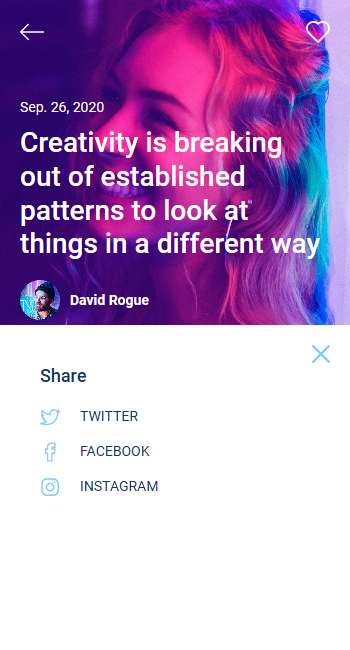 Sep. 26, 2020
Creativity is breaking
out of established
patterns to look at
things in a different way
David Rogue
Share
TWITTER
FACEBOOK
INSTAGRAM